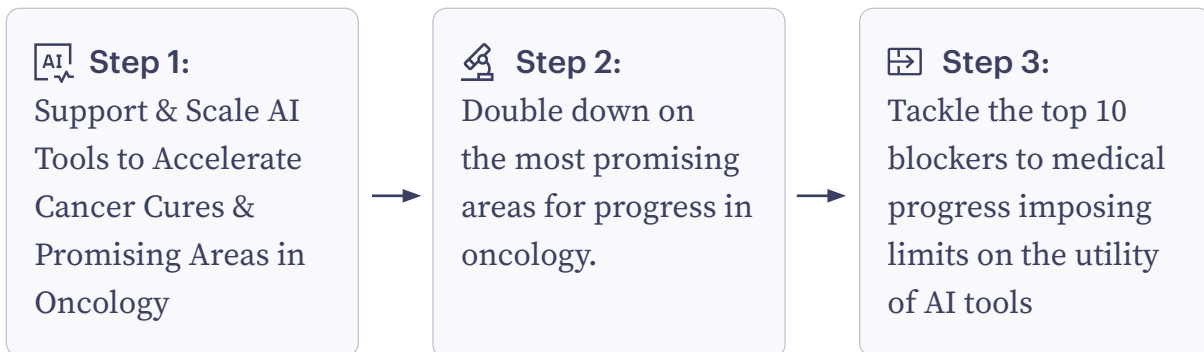 AI
Step 1:
Support & Scale AI
Tools to Accelerate
Cancer Cures &
Promising Areas in
Oncology
Step 2:
Double down on
the most promising
areas for progress in
oncology.
Step 3:
Tackle the top 10
blockers to medical
progress imposing
limits on the utility
of AI tools